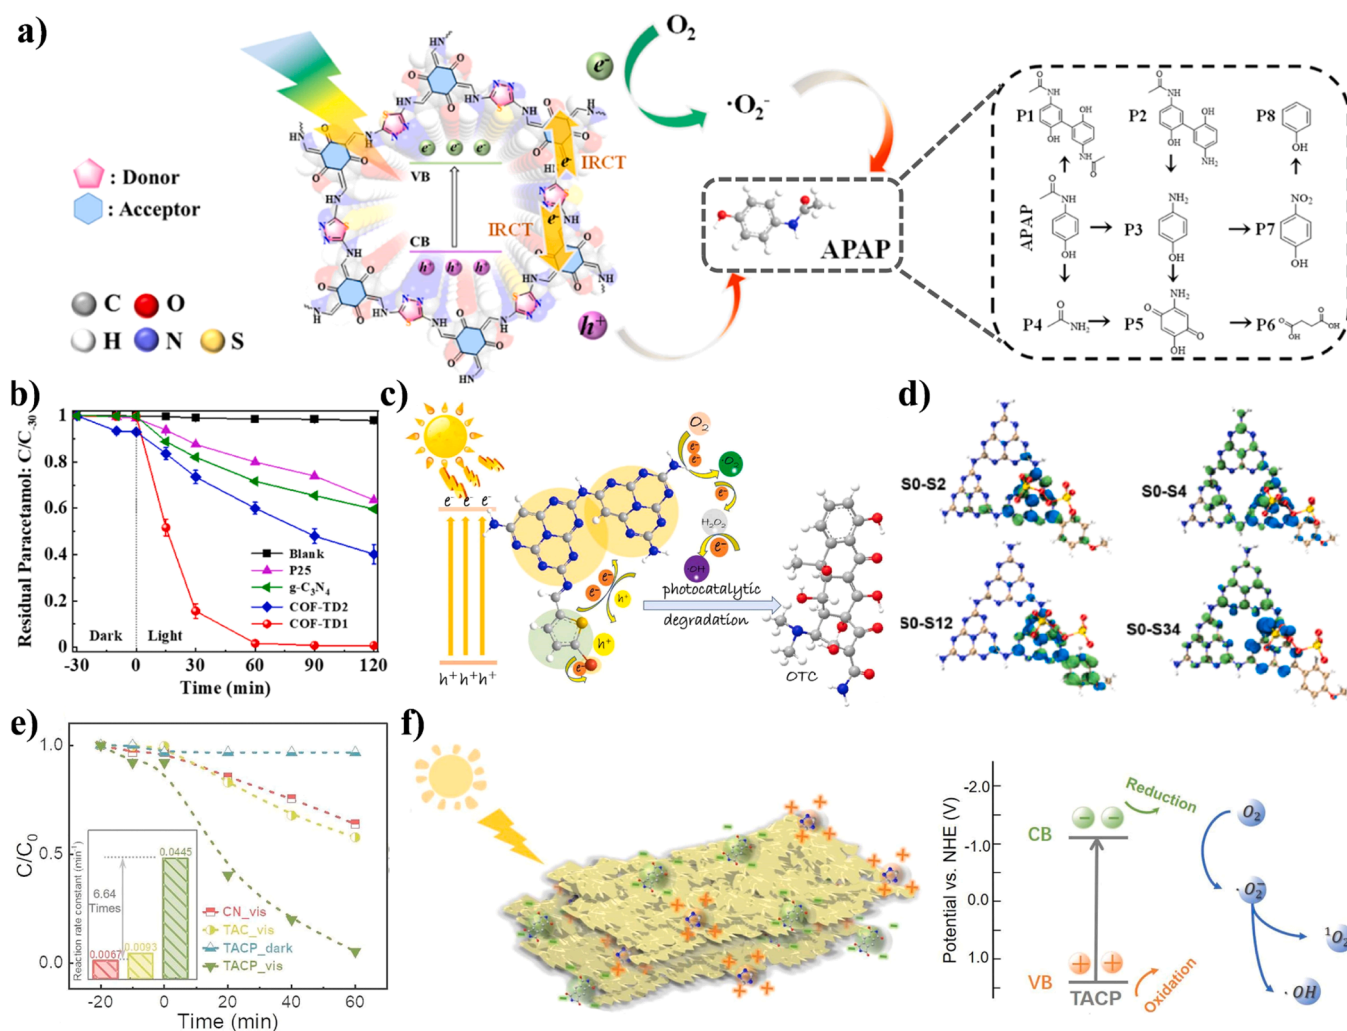 a)
O₂
e⁻
·O₂⁻
: Donor
: Acceptor
e⁻ e⁻ e⁻
VB
CB
h⁺ h⁺ h⁺
IRCT
e⁻
IRCT
e⁻
h⁺
C
O
H
N
S
APAP
P1
P2
P8
APAP
P3
P7
P4
P5
P6
b)
Residual Paracetamol: C/C-30
1
0.8
0.6
0.4
0.2
0
Blank
P25
g-C₃N₄
COF-TD2
COF-TD1
Dark
Light
-30 0 30 60 90 120
Time (min)
c)
e⁻ e⁻ e⁻
h⁺h⁺h⁺
O₂
e⁻
e⁻
e⁻
H₂O₂
e⁻
·OH
e⁻
e⁻
h⁺
h⁺
e⁻
photocatalytic
degradation
OTC
d)
S0-S2
S0-S4
S0-S12
S0-S34
e)
C/C₀
1.0
0.5
0.0
Reaction rate constant (min⁻¹)
6.64
Times
0.0067
0.0093
0.0445
CN_vis
TAC_vis
TACP_dark
TACP_vis
-20 0 20 40 60
Time (min)
f)
Potential vs. NHE (V)
-2.0
-1.0
0.0
1.0
CB
VB
TACP
Reduction
Oxidation
O₂
·O₂⁻
¹O₂
·OH